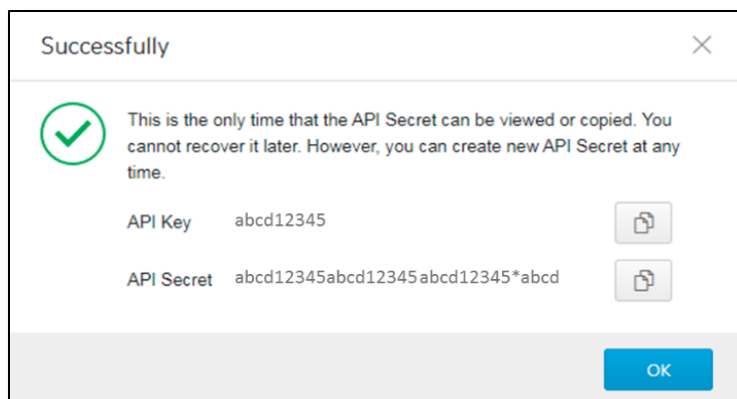 Successfully
This is the only time that the API Secret can be viewed or copied. You
cannot recover it later. However, you can create new API Secret at any
time.
API Key abcd12345
API Secret abcd12345abcd12345abcd12345*abcd
OK